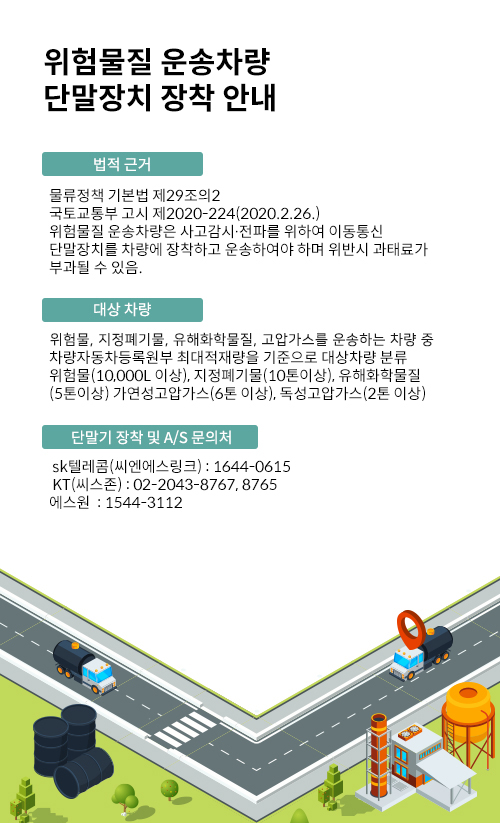 위험물질 운송차량
단말장치 장착 안내
법적 근거
물류정책 기본법 제29조의2
국토교통부 고시 제2020-224(2020.2.26.)
위험물질 운송차량은 사고감시·전파를 위하여 이동통신
단말장치를 차량에 장착하고 운송하여야 하며 위반시 과태료가
부과될 수 있음.
대상 차량
위험물, 지정폐기물, 유해화학물질, 고압가스를 운송하는 차량 중
차량자동차등록원부 최대적재량을 기준으로 대상차량 분류
위험물(10,000L 이상), 지정폐기물(10톤이상), 유해화학물질
(5톤이상) 가연성고압가스(6톤 이상), 독성고압가스(2톤 이상)
단말기 장착 및 A/S 문의처
sk텔레콤(씨엔에스링크) : 1644-0615
KT(씨스존) : 02-2043-8767, 8765
에스원 : 1544-3112